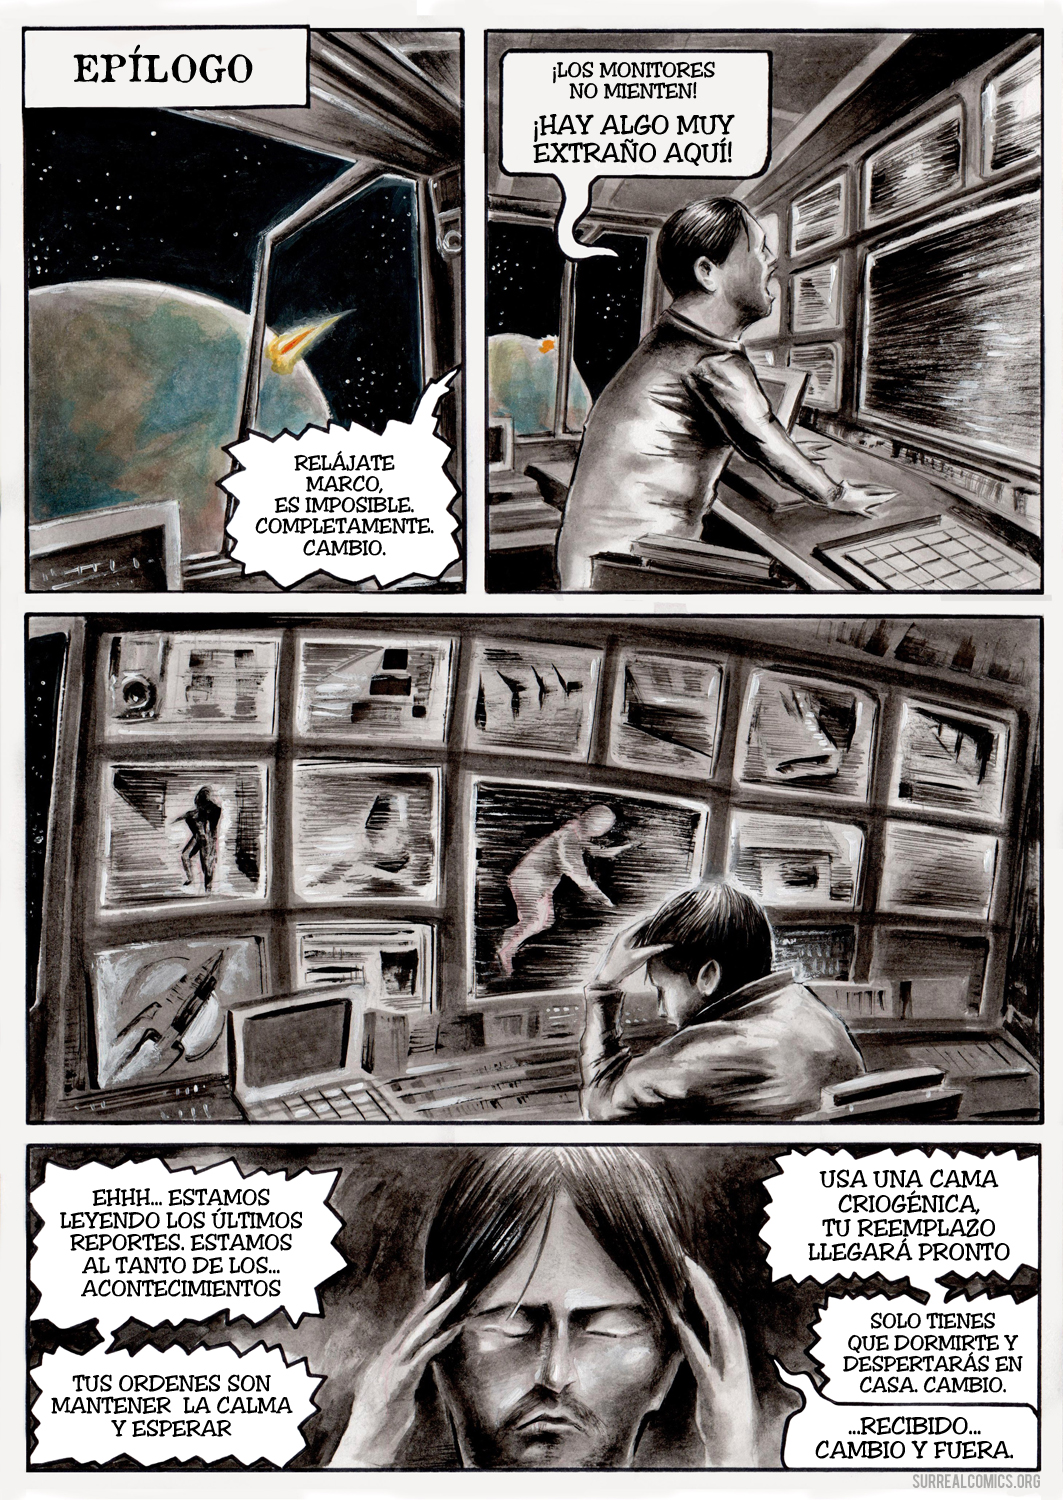 EPÍLOGO
RELÁJATE
MARCO,
ES IMPOSIBLE.
COMPLETAMENTE.
CAMBIO.
¡LOS MONITORES
NO MIENTEN!
¡HAY ALGO MUY
EXTRAÑO AQUÍ!
EHHH... ESTAMOS
LEYENDO LOS ÚLTIMOS
REPORTES. ESTAMOS
AL TANTO DE LOS...
ACONTECIMIENTOS
TUS ORDENES SON
MANTENER LA CALMA
Y ESPERAR
USA UNA CAMA
CRIOGÉNICA,
TU REEMPLAZO
LLEGARÁ PRONTO
SOLO TIENES
QUE DORMIRTE Y
DESPERTARÁS EN
CASA. CAMBIO.
...RECIBIDO...
CAMBIO Y FUERA.
SURREALCOMICS.ORG